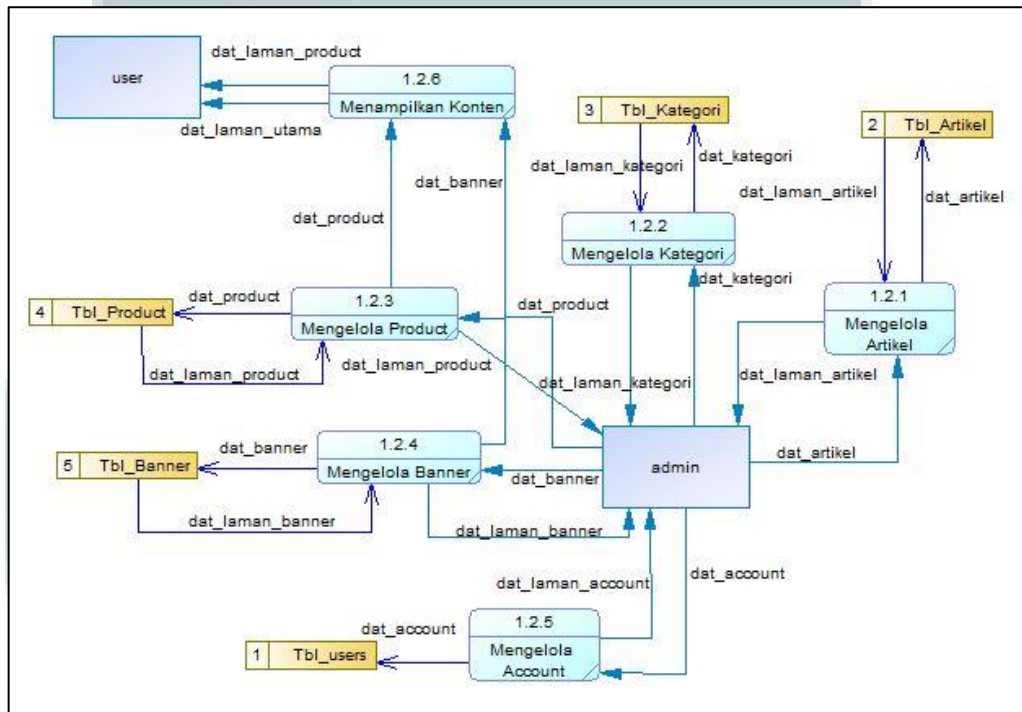 dat_laman_product
user
1.2.6
Menampilkan Konten
dat_laman_utama
3 Tbl_Kategori
2 Tbl_Artikel
dat_laman_kategori
dat_kategori
dat_banner
dat_laman_artikel
dat_artikel
dat_product
1.2.2
Mengelola Kategori
dat_kategori
1.2.1
Mengelola
Artikel
4 Tbl_Product
dat_product
1.2.3
Mengelola Product
dat_product
dat_laman_product
dat_laman_product
dat_laman_kategori
dat_laman_artikel
5 Tbl_Banner
dat_banner
1.2.4
Mengelola Banner
dat_banner
admin
dat_artikel
dat_laman_banner
dat_laman_banner
dat_laman_account
dat_account
1 Tbl_users
dat_account
1.2.5
Mengelola
Account